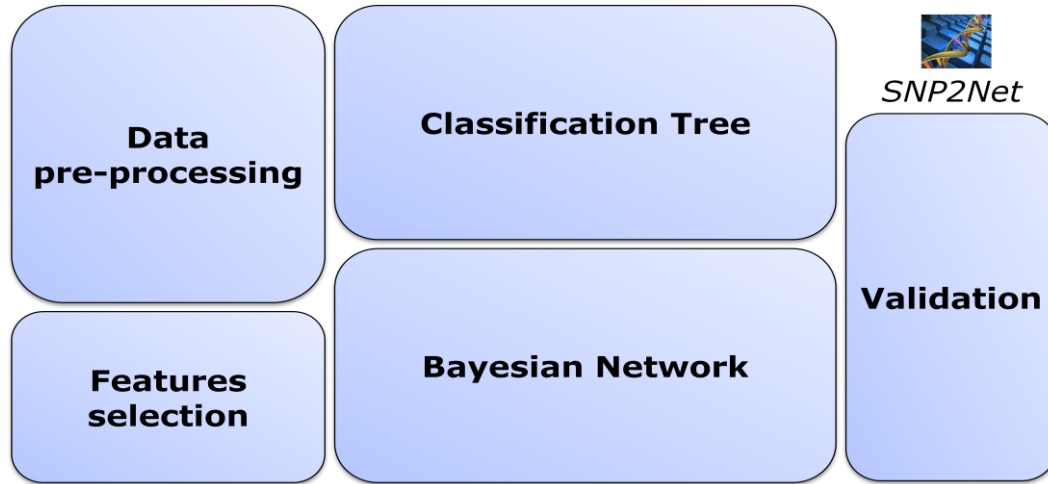 Data
pre-processing
Features
selection
Classification Tree
Bayesian Network
SNP2Net
Validation